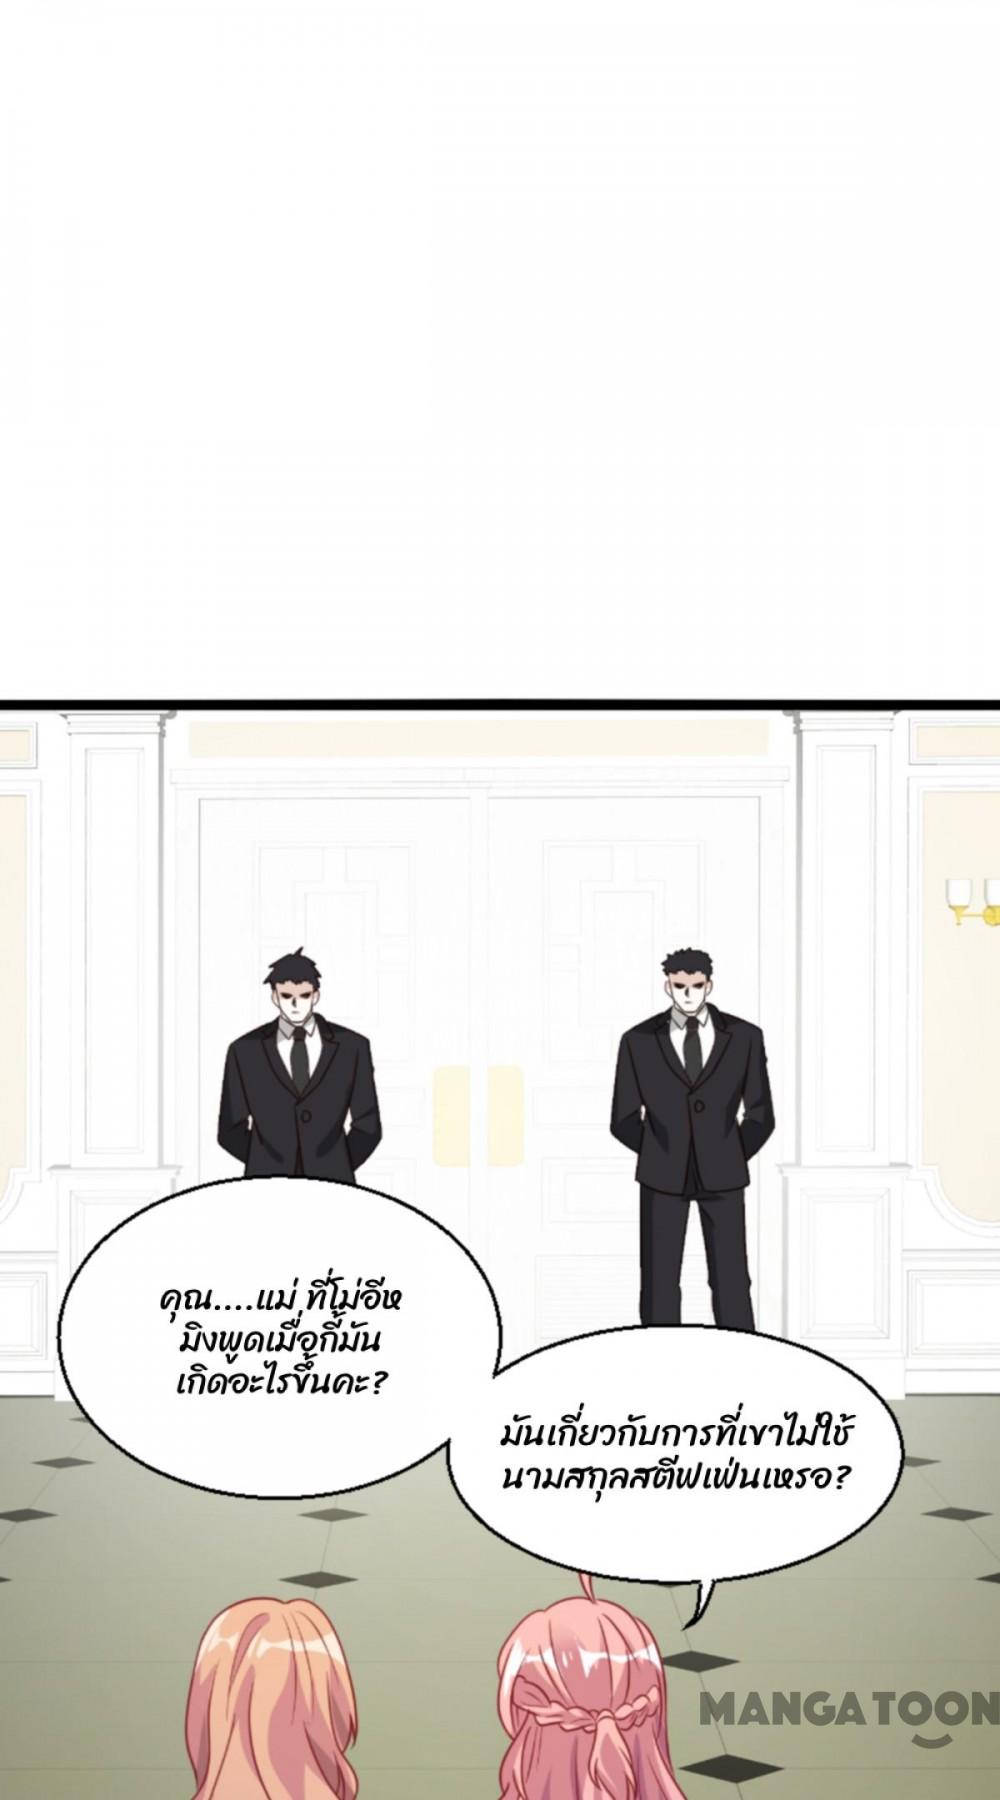 คุณ....แม่ ที่โม่อีห
มิงพูดเมื่อกี้มัน
เกิดอะไรขึ้นคะ?
มันเกี่ยวกับการที่เขาไม่ใช้
นามสกุลสตีฟเฟ่นเหรอ?
MANGATOON